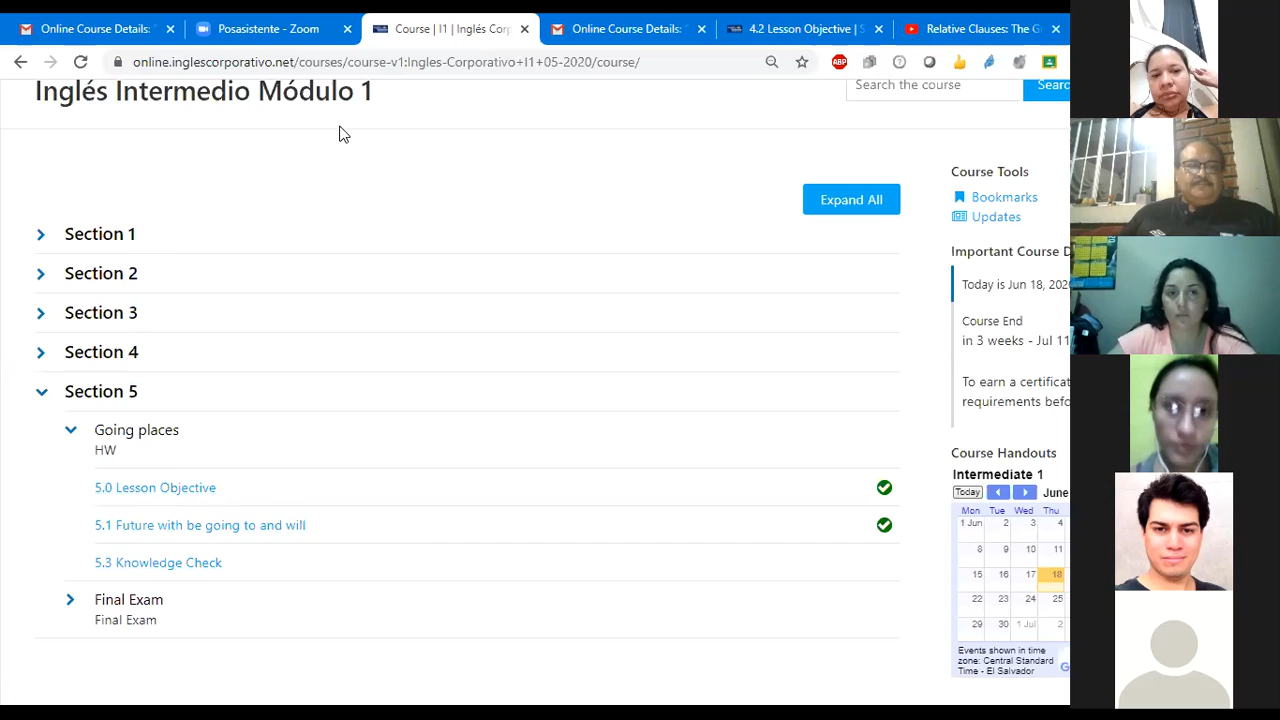 Online Course Details:
Posasistente - Zoom
Course | I1 | Inglés Corp
Online Course Details:
4.2 Lesson Objective | S
Relative Clauses: The G
online.inglescorporativo.net/courses/course-v1:Ingles-Corporativo+I1+05-2020/course/
ABP
Inglés Intermedio Módulo 1
Search the course
Searc
Expand All
Course Tools
Bookmarks
Updates
Important Course D
Today is Jun 18, 2020
Course End
in 3 weeks - Jul 11
To earn a certificat
requirements befo
Section 1
Section 2
Section 3
Section 4
Section 5
Going places
HW
5.0 Lesson Objective
5.1 Future with be going to and will
5.3 Knowledge Check
Final Exam
Final Exam
Course Handouts
Intermediate 1
Today
June
Mon Tue Wed Thu
1 Jun 2 3 4
8 9 10 11
15 16 17 18
22 23 24 25
29 30 1 Jul 2
Events shown in time
zone: Central Standard
Time - El Salvador
G